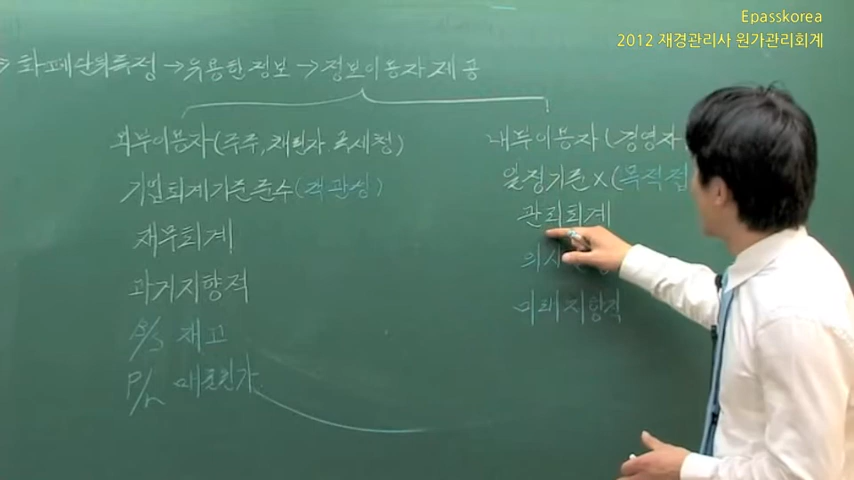 Epasskorea
2012 재경관리사 원가관리회계
→ 화폐단위측정 → 유용한 정보 → 정보이용자 제공
외부이용자 (주주, 채권자 국세청)
내부이용자 (경영자
기업회계기준 준수 (객관성)
일정기준 X (목적적
재무회계
관리회계
과거지향적
의사
B/S 재고
미래지향적
P/L 매출원가